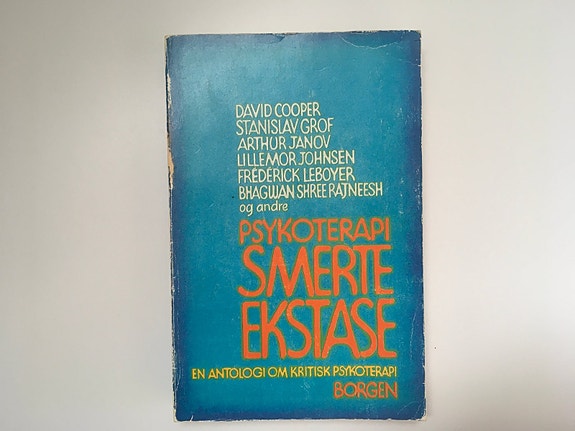 DAVID COOPER
STANISLAV GROF
ARTHUR JANOV
LILLEMOR JOHNSEN
FRÉDÉRICK LEBOYER
BHAGWAN SHREE RAJNEESH
og andre
PSYKOTERAPI
SMERTE
EKSTASE
EN ANTOLOGI OM KRITISK PSYKOTERAPI
BORGEN